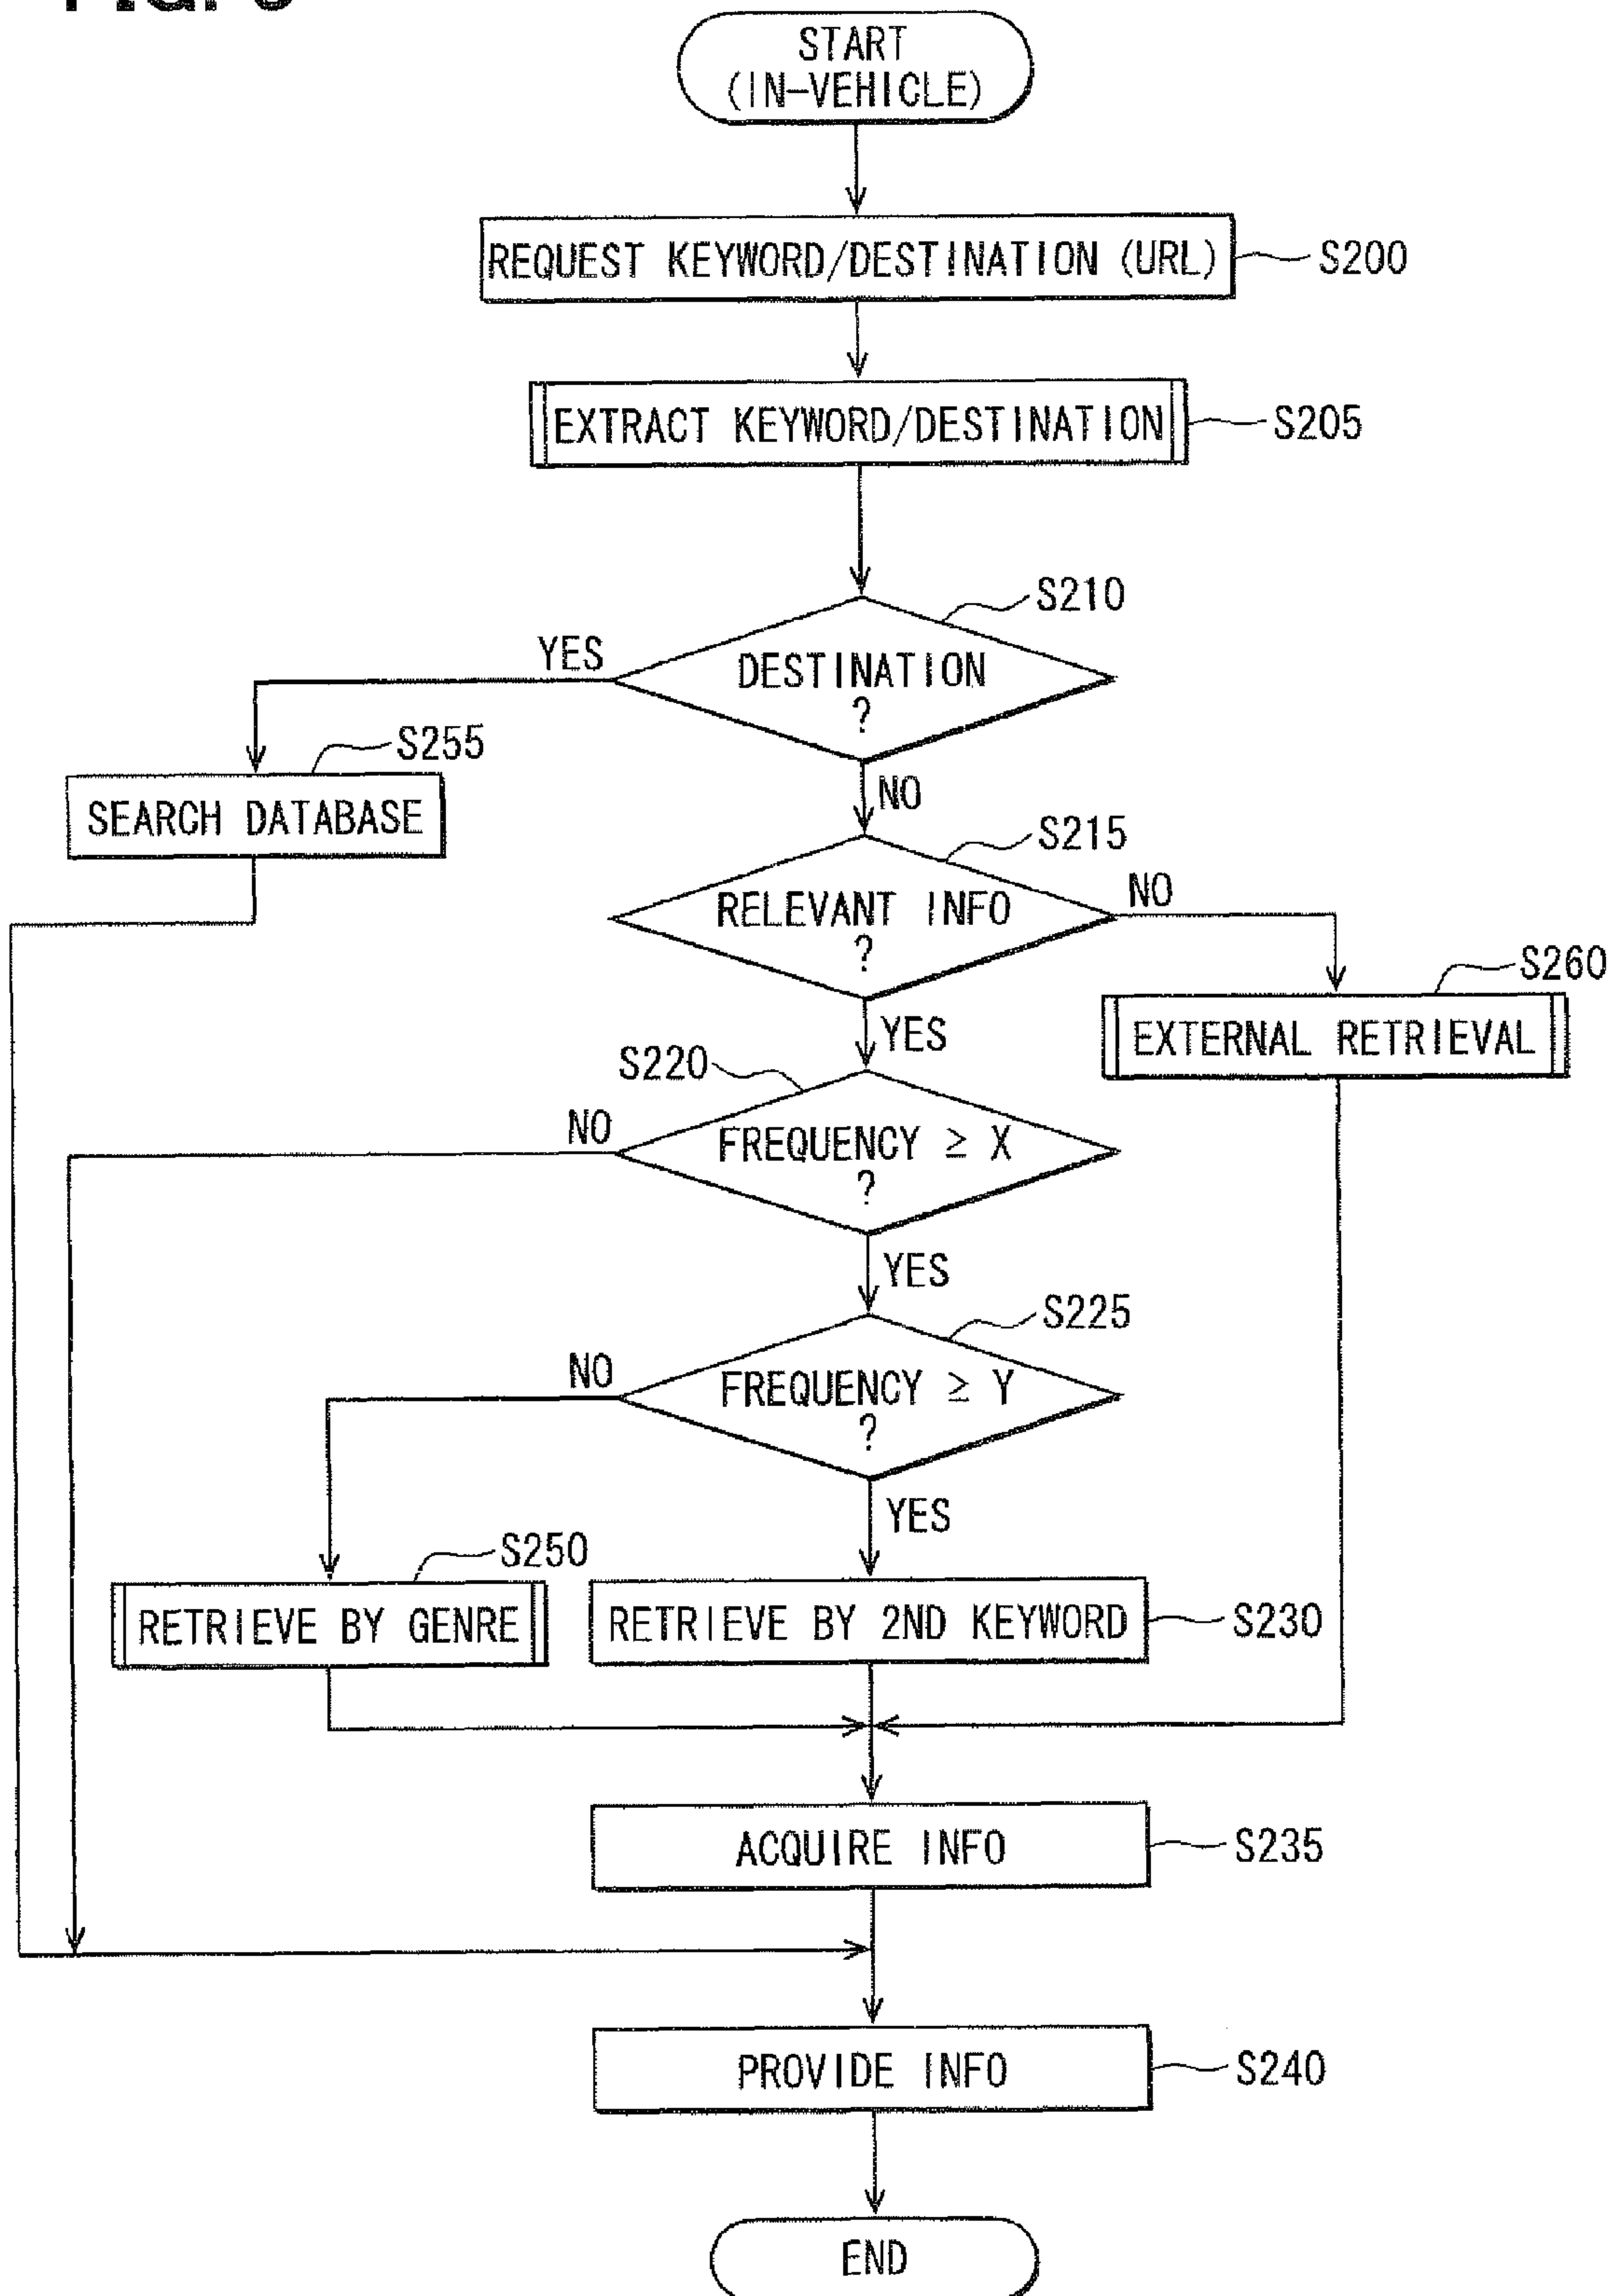 START
(IN-VEHICLE)
REQUEST KEYWORD/DESTINATION (URL)
S200
EXTRACT KEYWORD/DESTINATION
S205
S210
YES
DESTINATION
?
S255
SEARCH DATABASE
NO
S215
RELEVANT INFO
?
NO
S260
EXTERNAL RETRIEVAL
YES
S220
NO
FREQUENCY ≥ X
?
YES
S225
NO
FREQUENCY ≥ Y
?
YES
S250
RETRIEVE BY GENRE
RETRIEVE BY 2ND KEYWORD
S230
ACQUIRE INFO
S235
PROVIDE INFO
S240
END